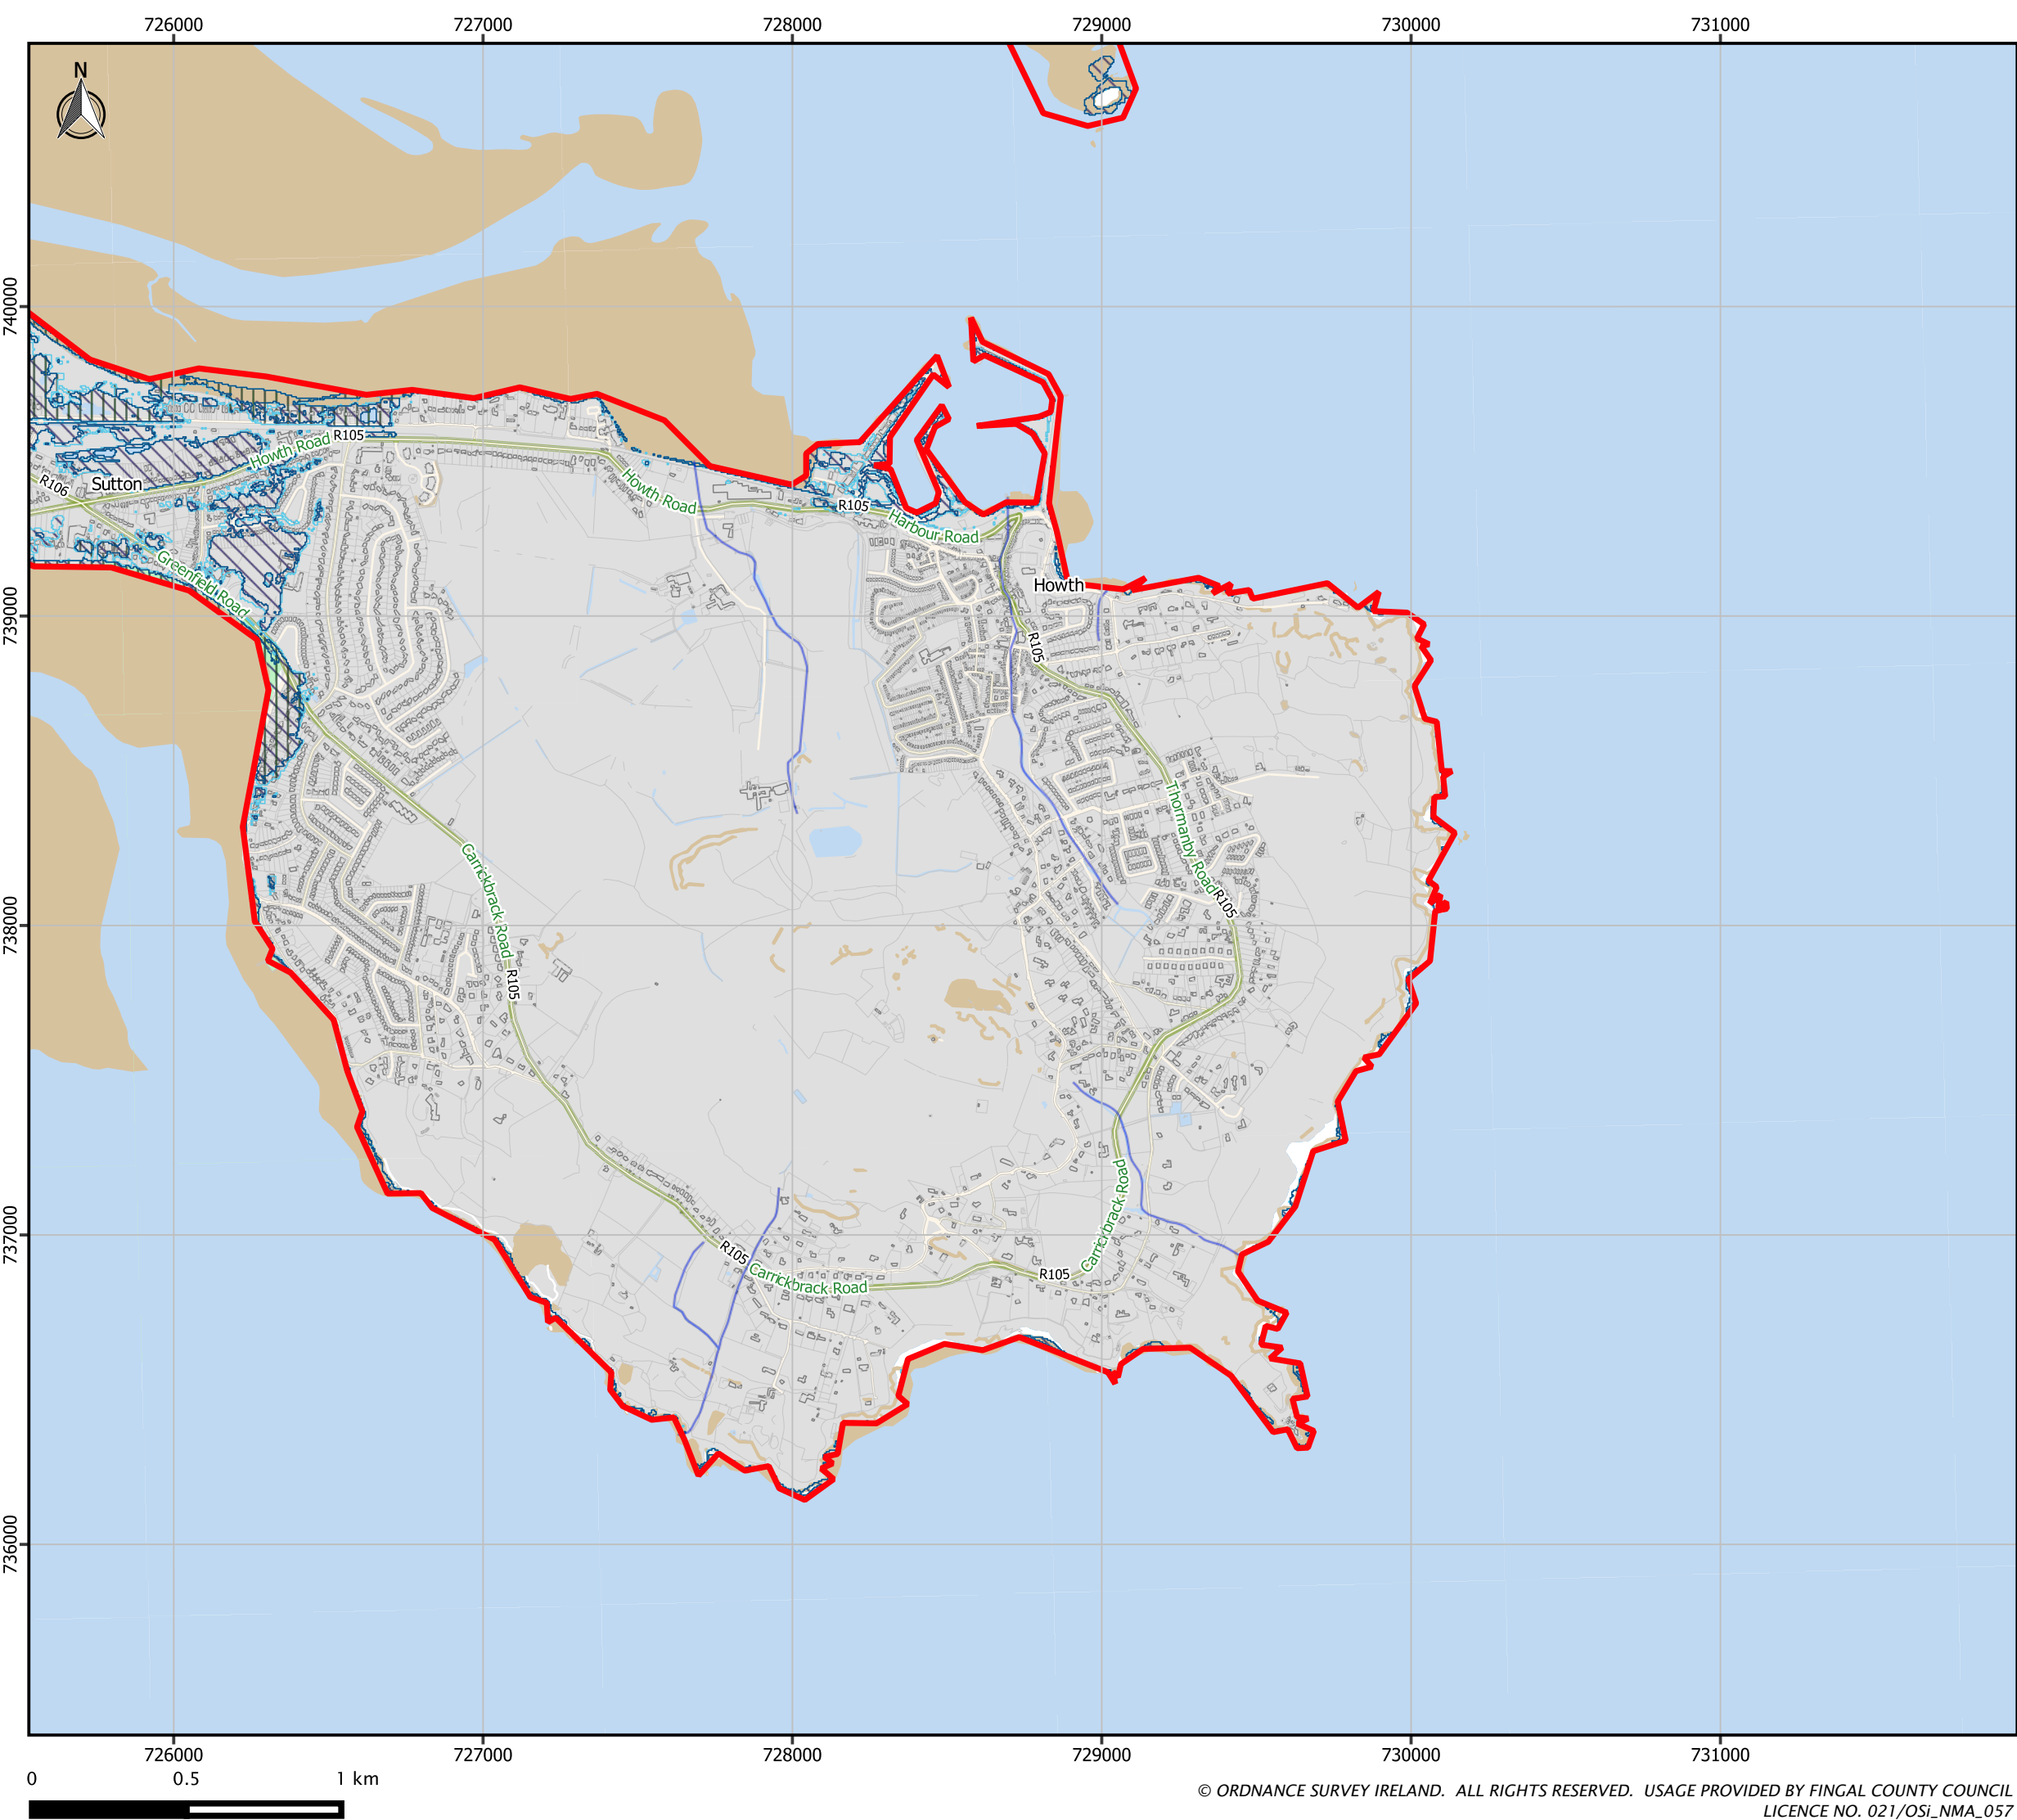 726000 727000 728000 729000 730000 731000
N
740000
R105
Howth Road
Sutton
R106
Howth Road
R105
Harbour Road
Greenfield Road
Howth
739000
R105
Thormanby Road
Carrickbrack Road
R105
738000
R105
Carrickbrack Road
737000
R105
R105
Carrickbrack Road
736000
726000 727000 728000 729000 730000 731000
0 0.5 1 km
© ORDNANCE SURVEY IRELAND. ALL RIGHTS RESERVED. USAGE PROVIDED BY FINGAL COUNTY COUNCIL
LICENCE NO. 021/OSi_NMA_057